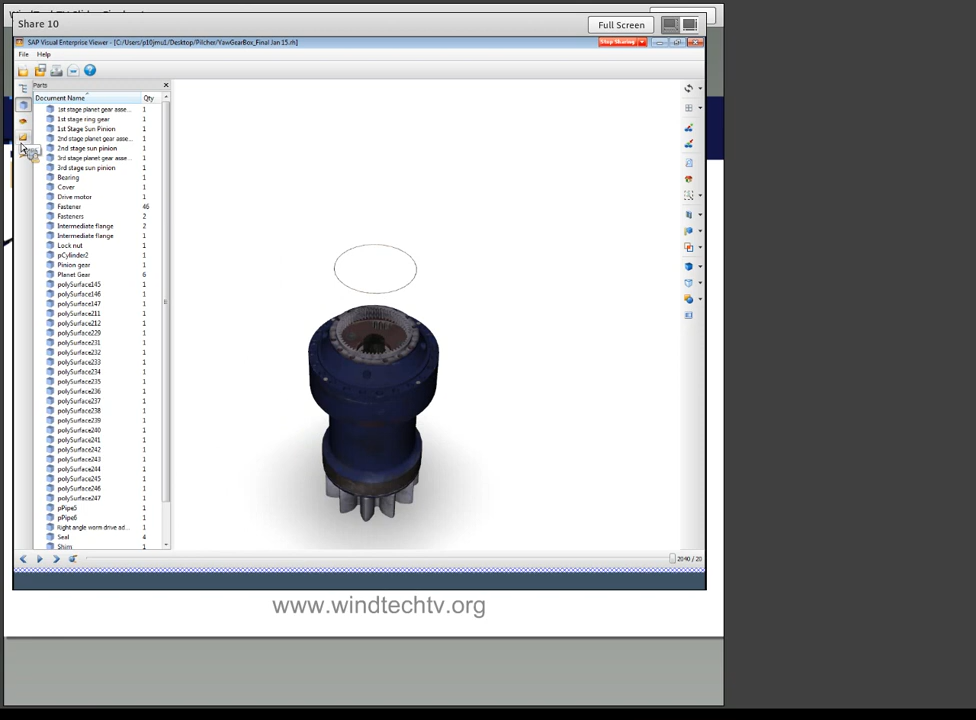 Share 10
Full Screen
SAP Visual Enterprise Viewer - [C:/Users/p10jmu1/Desktop/Pilcher/YawGearBox_Final Jan 15.rh]
Stop Sharing
File Help
Parts
Document Name Qty
1st stage planet gear asse... 1
1st stage ring gear 1
1st Stage Sun Pinion 1
2nd stage planet gear asse... 1
2nd stage sun pinion 1
3rd stage planet gear asse... 1
3rd stage sun pinion 1
Bearing 1
Cover 1
Drive motor 1
Fastener 46
Fasteners 2
Intermediate flange 2
Intermediate flange 1
Lock nut 1
pCylinder2 1
Pinion gear 1
Planet Gear 6
polySurface145 1
polySurface146 1
polySurface147 1
polySurface211 1
polySurface212 1
polySurface229 1
polySurface231 1
polySurface232 1
polySurface233 1
polySurface234 1
polySurface235 1
polySurface236 1
polySurface237 1
polySurface238 1
polySurface239 1
polySurface240 1
polySurface241 1
polySurface242 1
polySurface243 1
polySurface244 1
polySurface245 1
polySurface246 1
polySurface247 1
pPipe5 1
pPipe6 1
Right angle worm drive ad... 1
Seal 4
Shim 1
2040 / 20
www.windtechtv.org